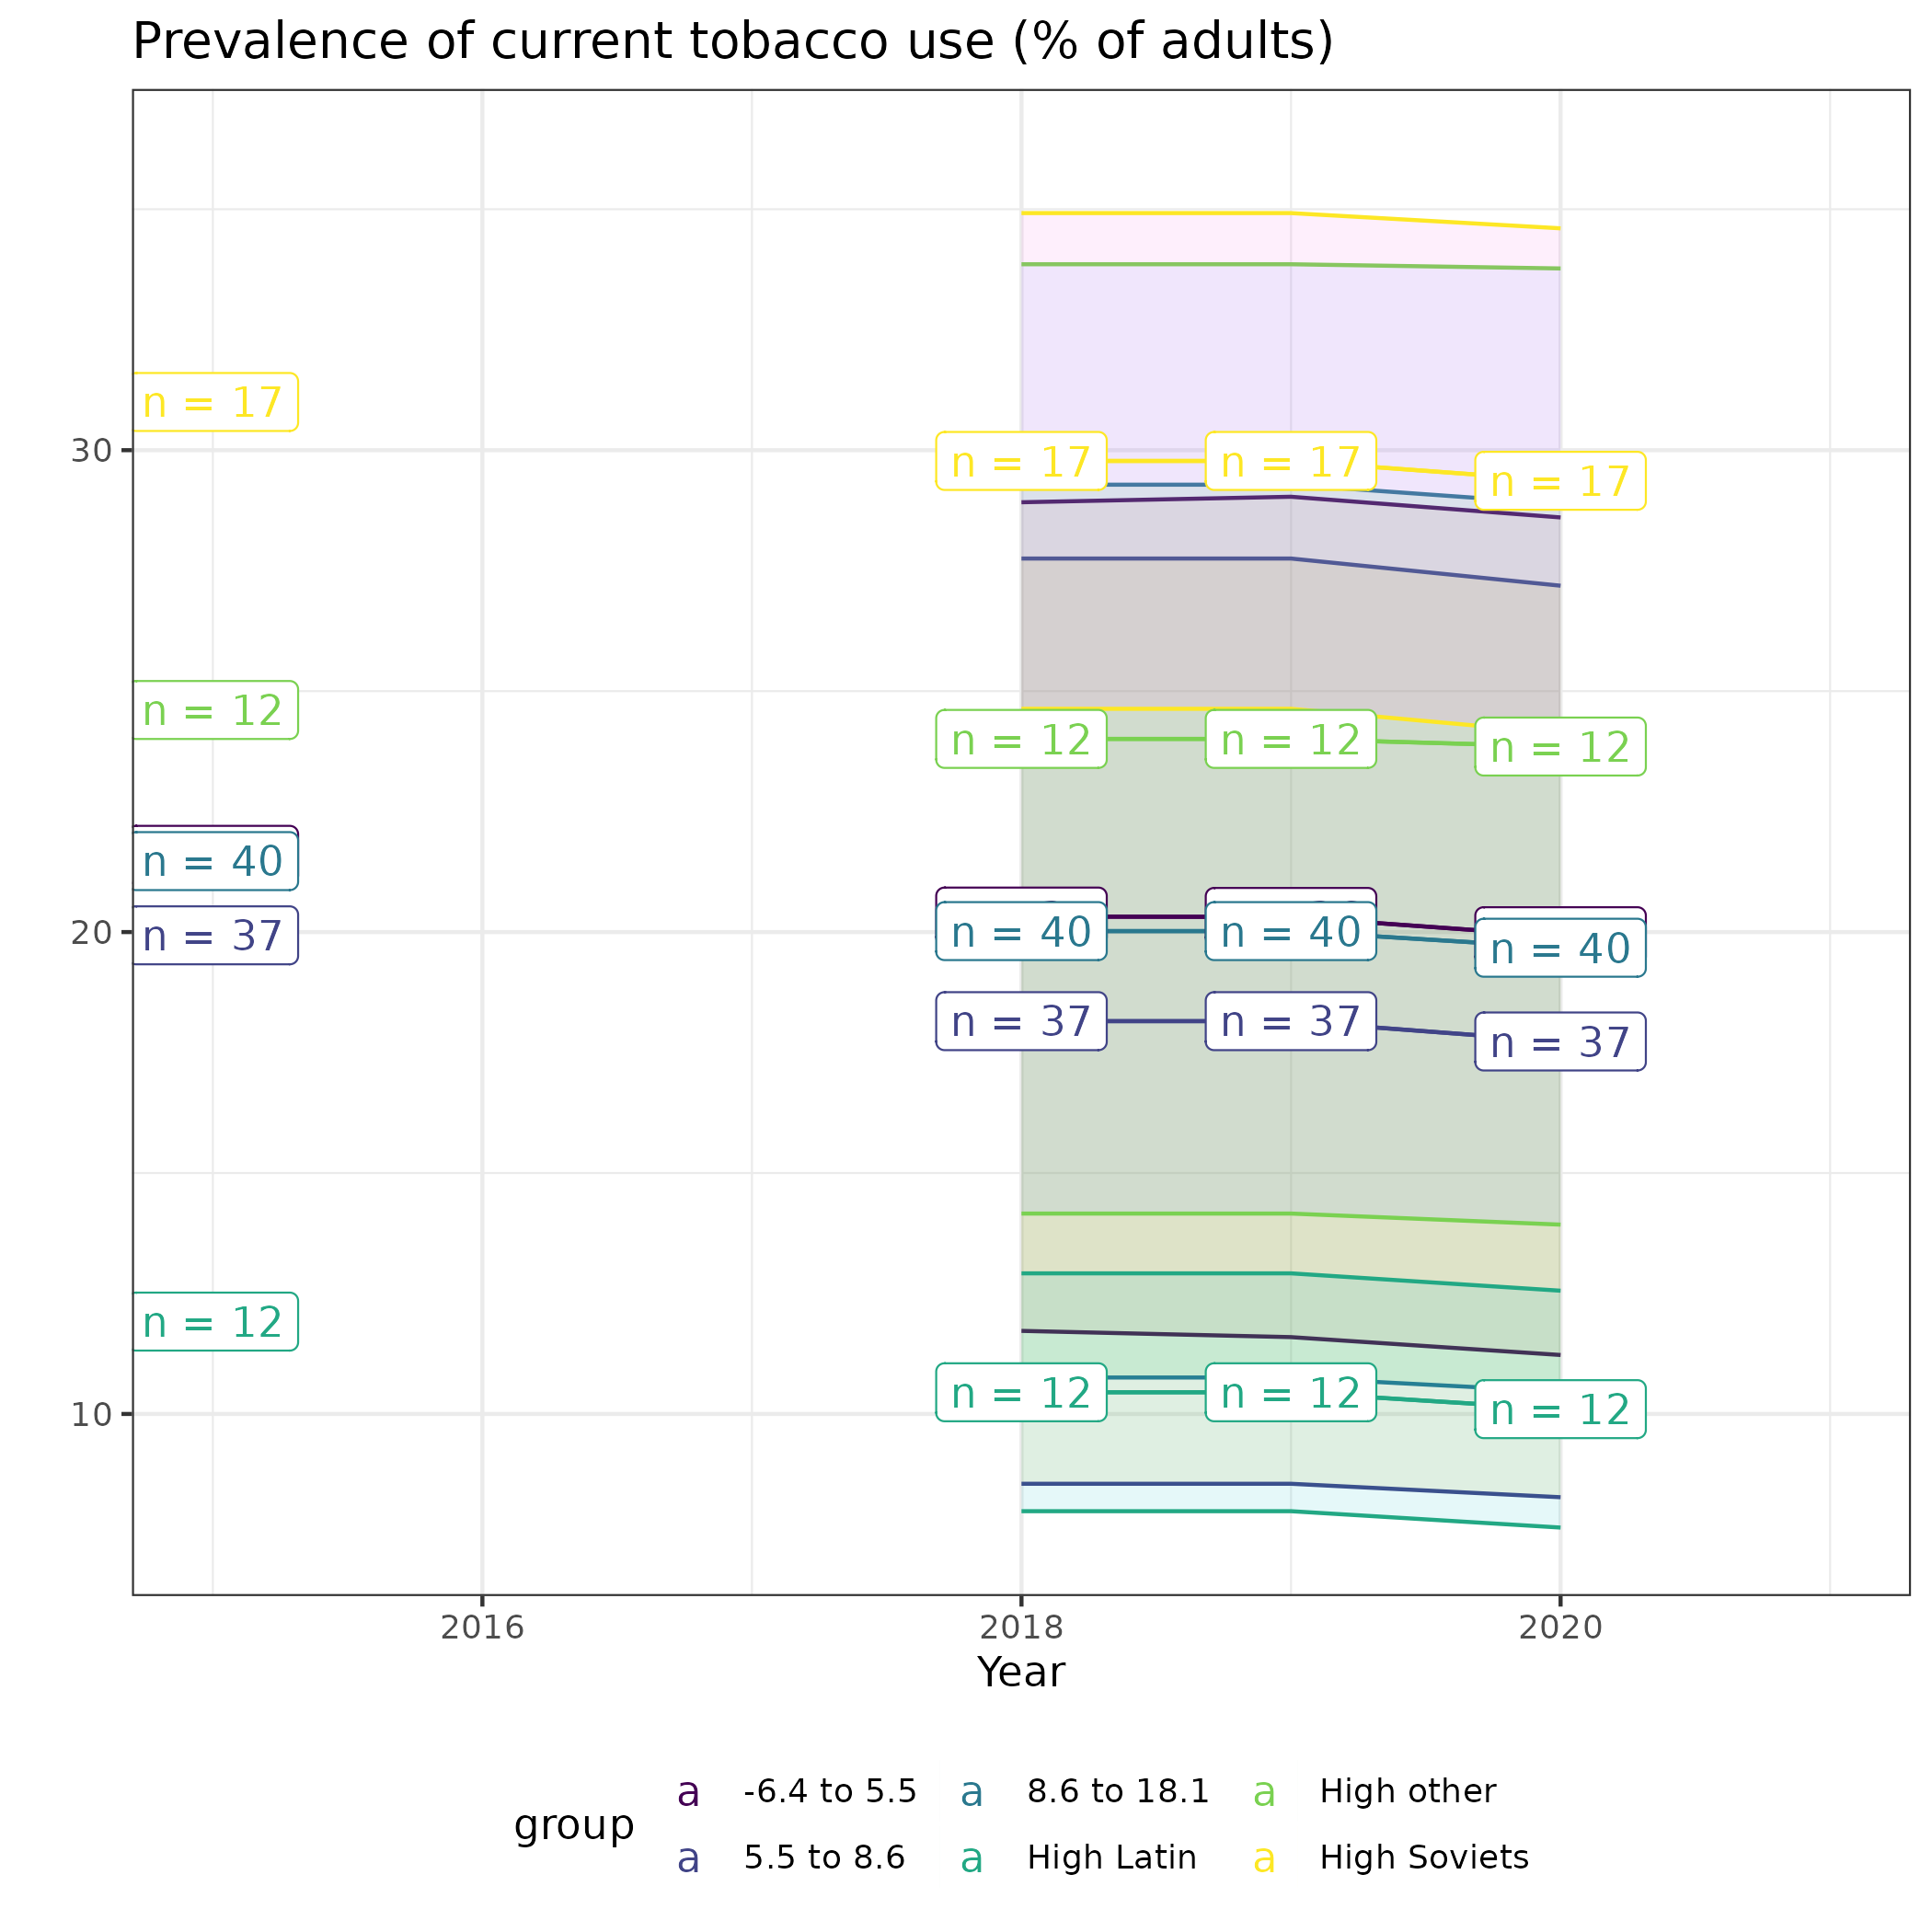 Prevalence of current tobacco use (% of adults)
30
20
10
n = 17
n = 17
n = 17
n = 17
n = 12
n = 12
n = 12
n = 12
n = 40
n = 40
n = 40
n = 40
n = 37
n = 37
n = 37
n = 37
n = 12
n = 12
n = 12
n = 12
2016 2018 2020
Year
group
a -6.4 to 5.5 a 8.6 to 18.1 a High other
a 5.5 to 8.6 a High Latin a High Soviets